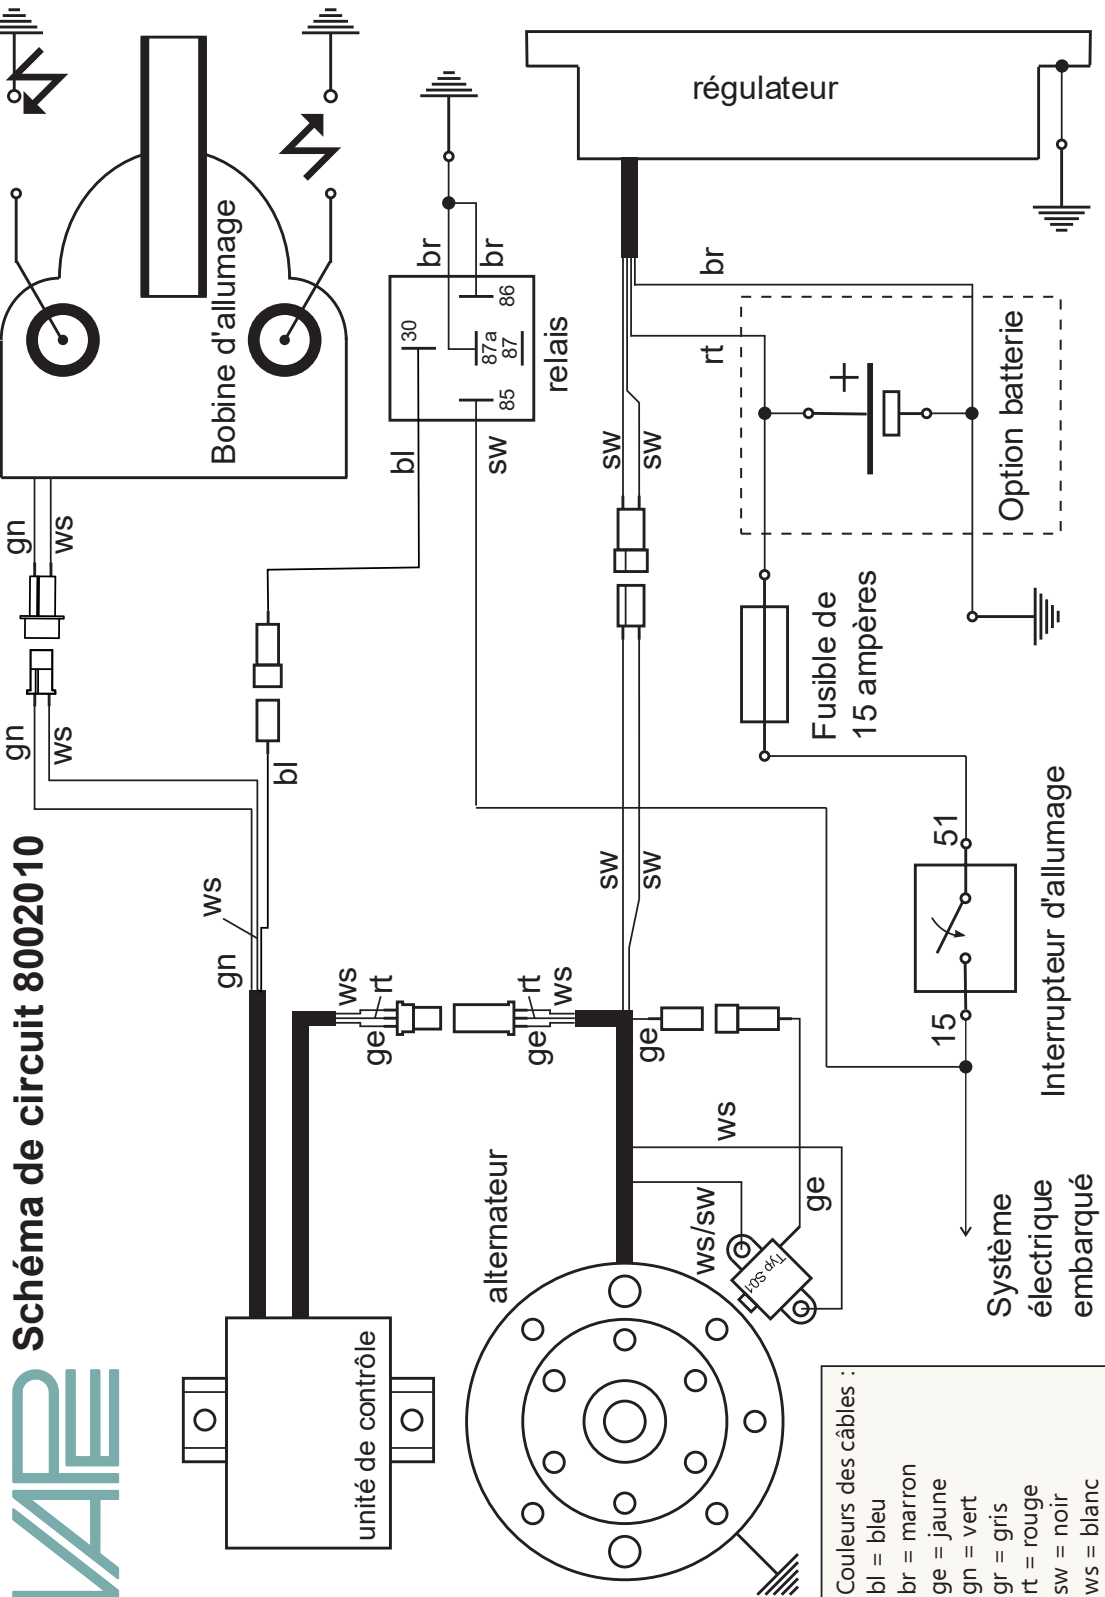 VAPE
Schéma de circuit 8002010
gn
ws
gn
ws
gn
ws
bl
bl
Bobine d'allumage
br
br
30
86
87a
87
85
relais
sw
régulateur
br
rt
sw
sw
Option batterie
+
Fusible de
15 ampères
sw
sw
51
15
Interrupteur d'allumage
Système
électrique
embarqué
ws
rt
ge
rt
ws
ge
ge
ws
ws/sw
ge
Typ S01
alternateur
unité de contrôle
Couleurs des câbles :
bl = bleu
br = marron
ge = jaune
gn = vert
gr = gris
rt = rouge
sw = noir
ws = blanc